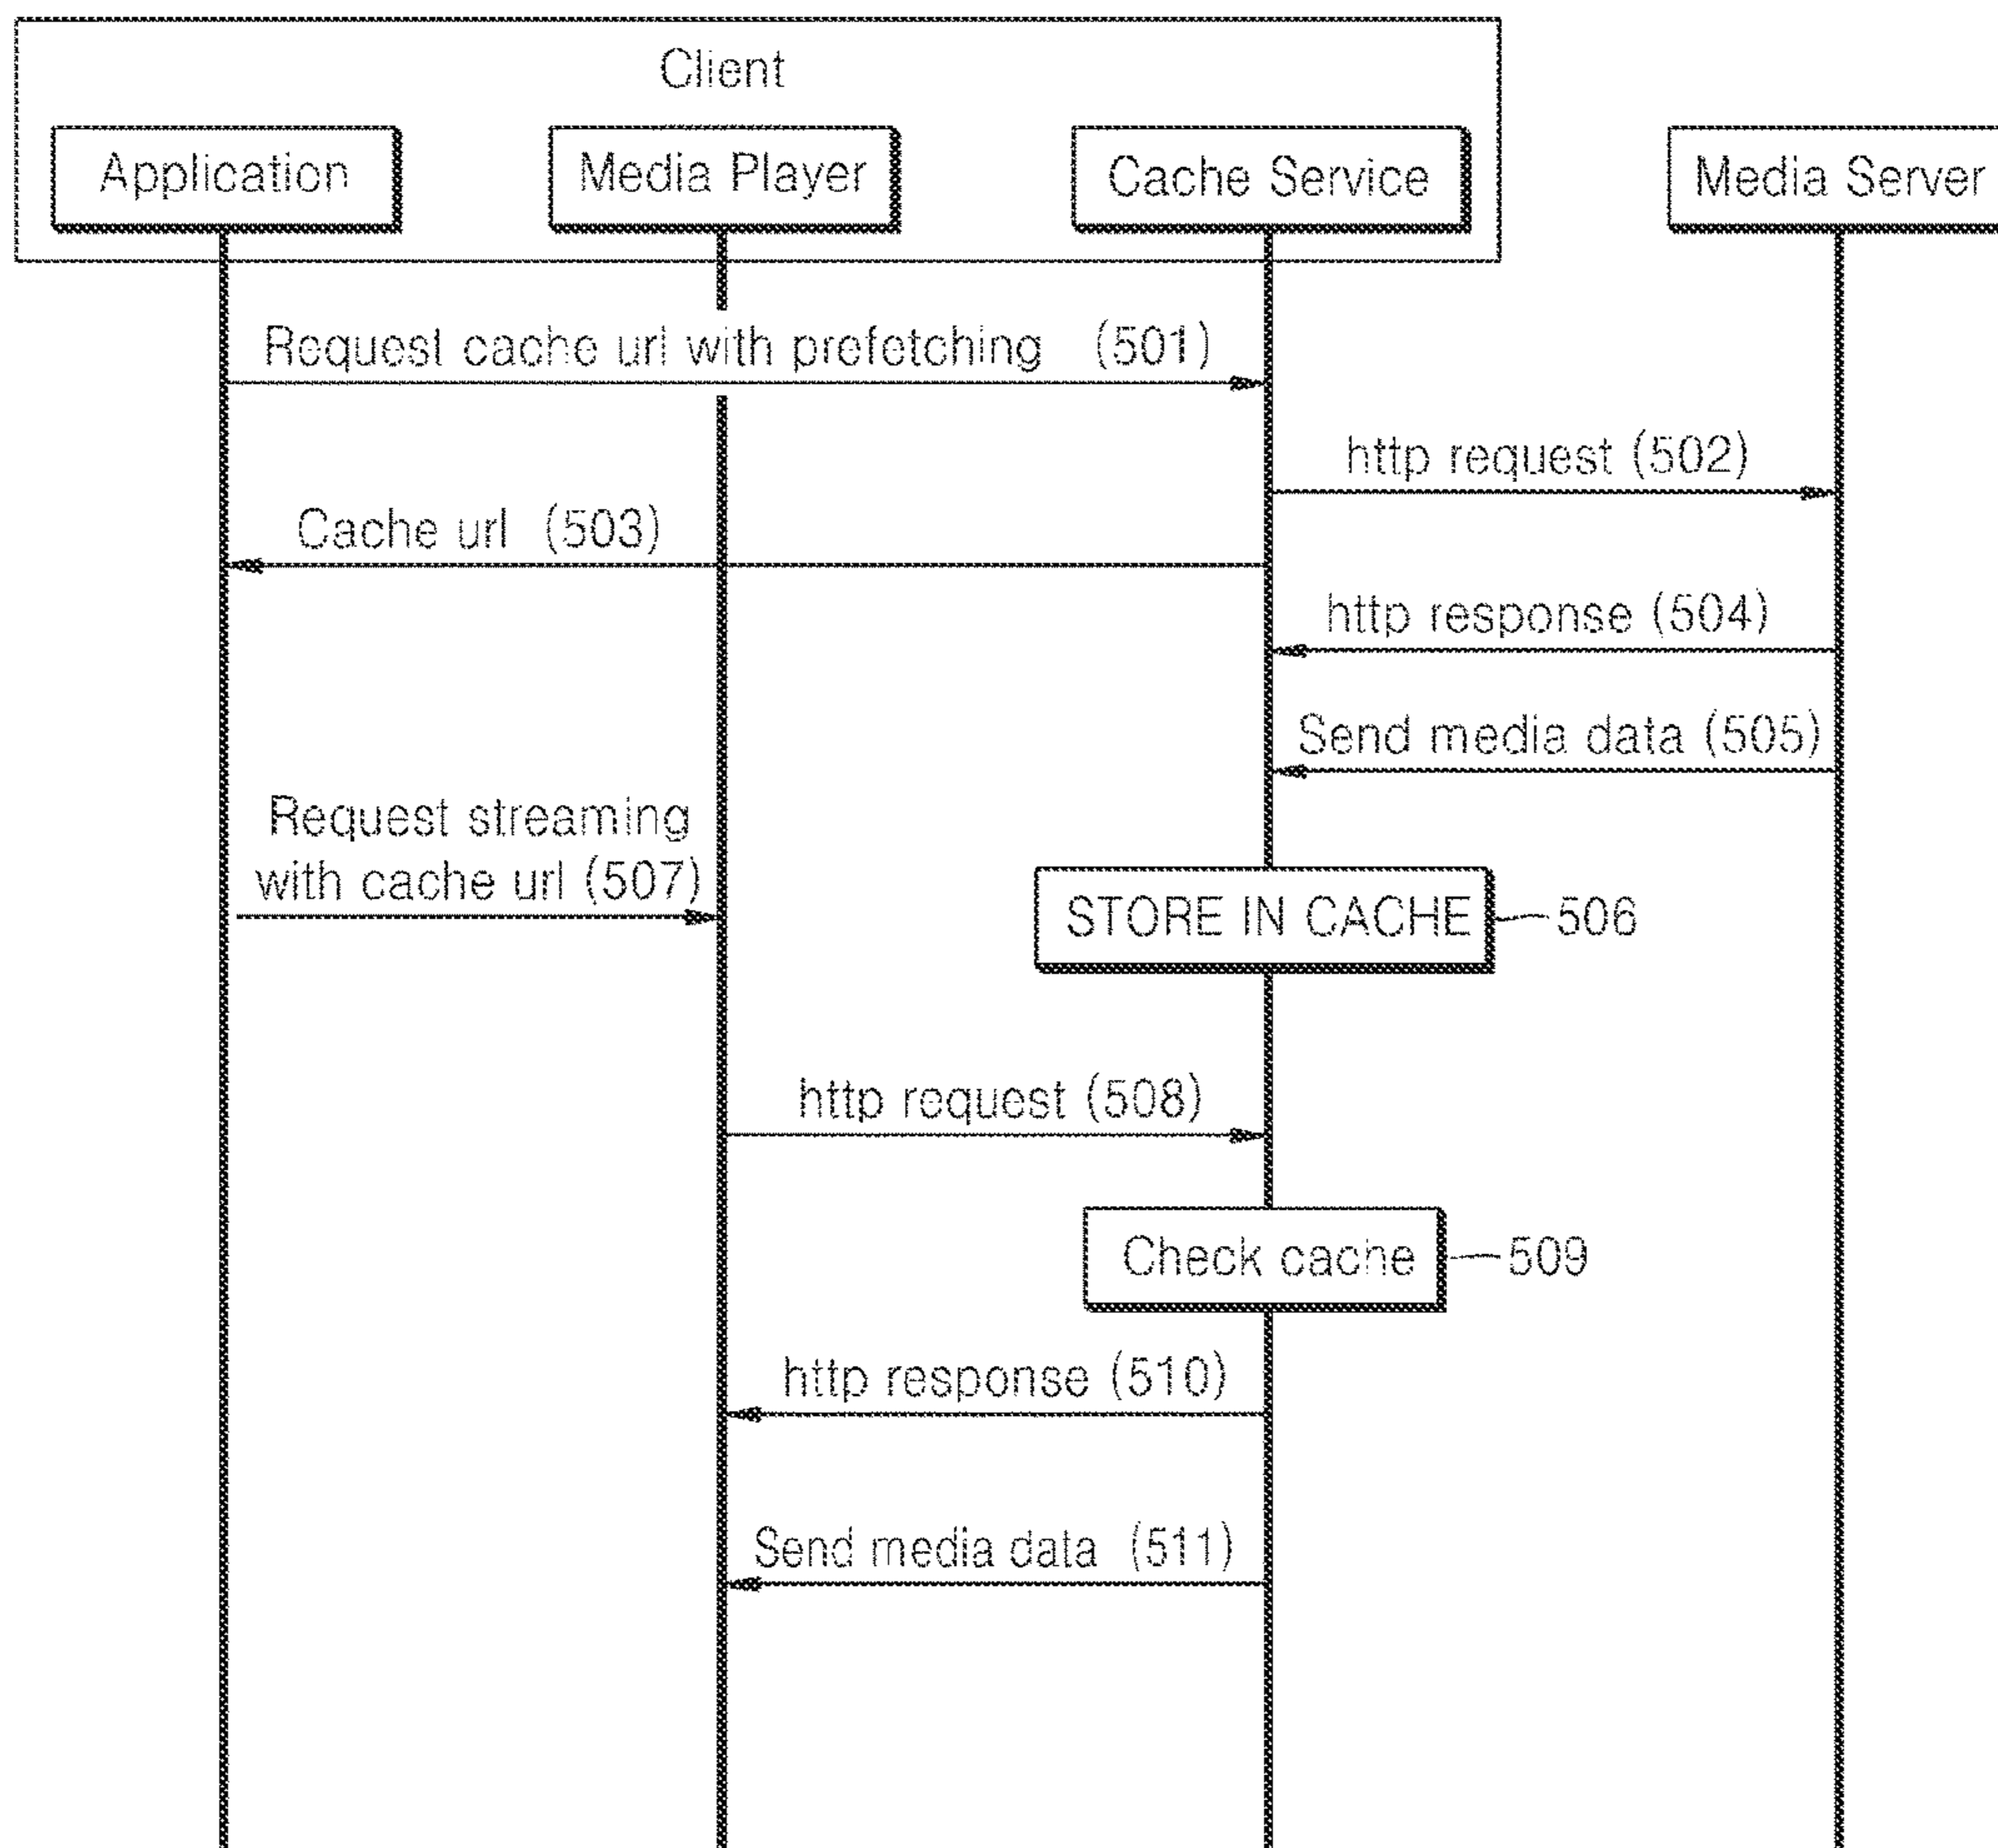 Client
Application
Media Player
Cache Service
Media Server
Request cache url with prefetching (501)
http request (502)
Cache url (503)
http response (504)
Send media data (505)
Request streaming
with cache url (507)
STORE IN CACHE
506
http request (508)
Check cache
509
http response (510)
Send media data (511)